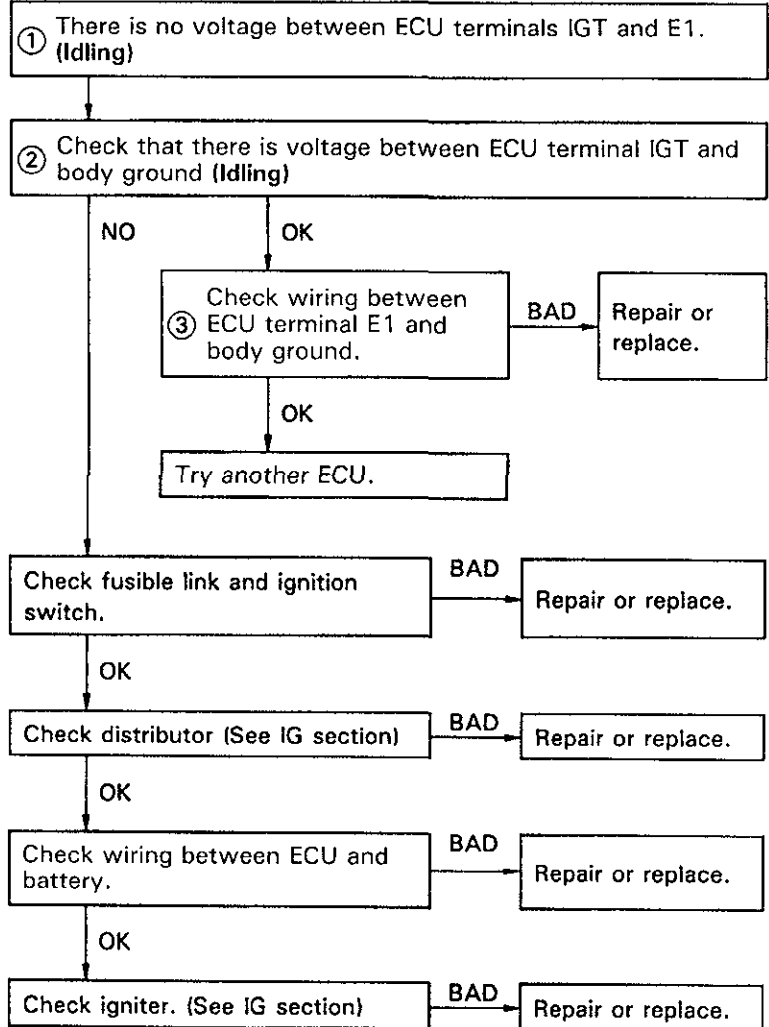 ① There is no voltage between ECU terminals IGT and E1.
(Idling)
② Check that there is voltage between ECU terminal IGT and
body ground (Idling)
NO
OK
③ Check wiring between
ECU terminal E1 and
body ground.
BAD
Repair or
replace.
OK
Try another ECU.
Check fusible link and ignition
switch.
BAD
Repair or replace.
OK
Check distributor (See IG section)
BAD
Repair or replace.
OK
Check wiring between ECU and
battery.
BAD
Repair or replace.
OK
Check igniter. (See IG section)
BAD
Repair or replace.